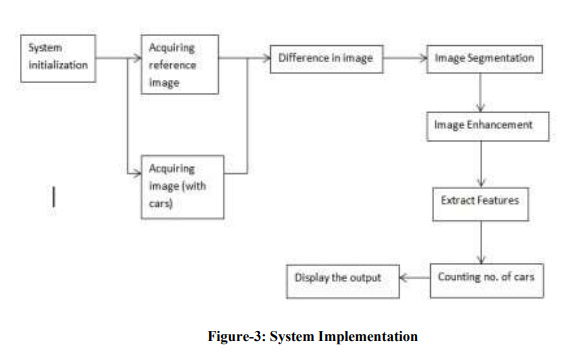 System
initialization
Acquiring
reference
image
Difference in image
Image Segmentation
Image Enhancement
Acquiring
image (with
cars)
Extract Features
Counting no. of cars
Display the output
Figure-3: System Implementation